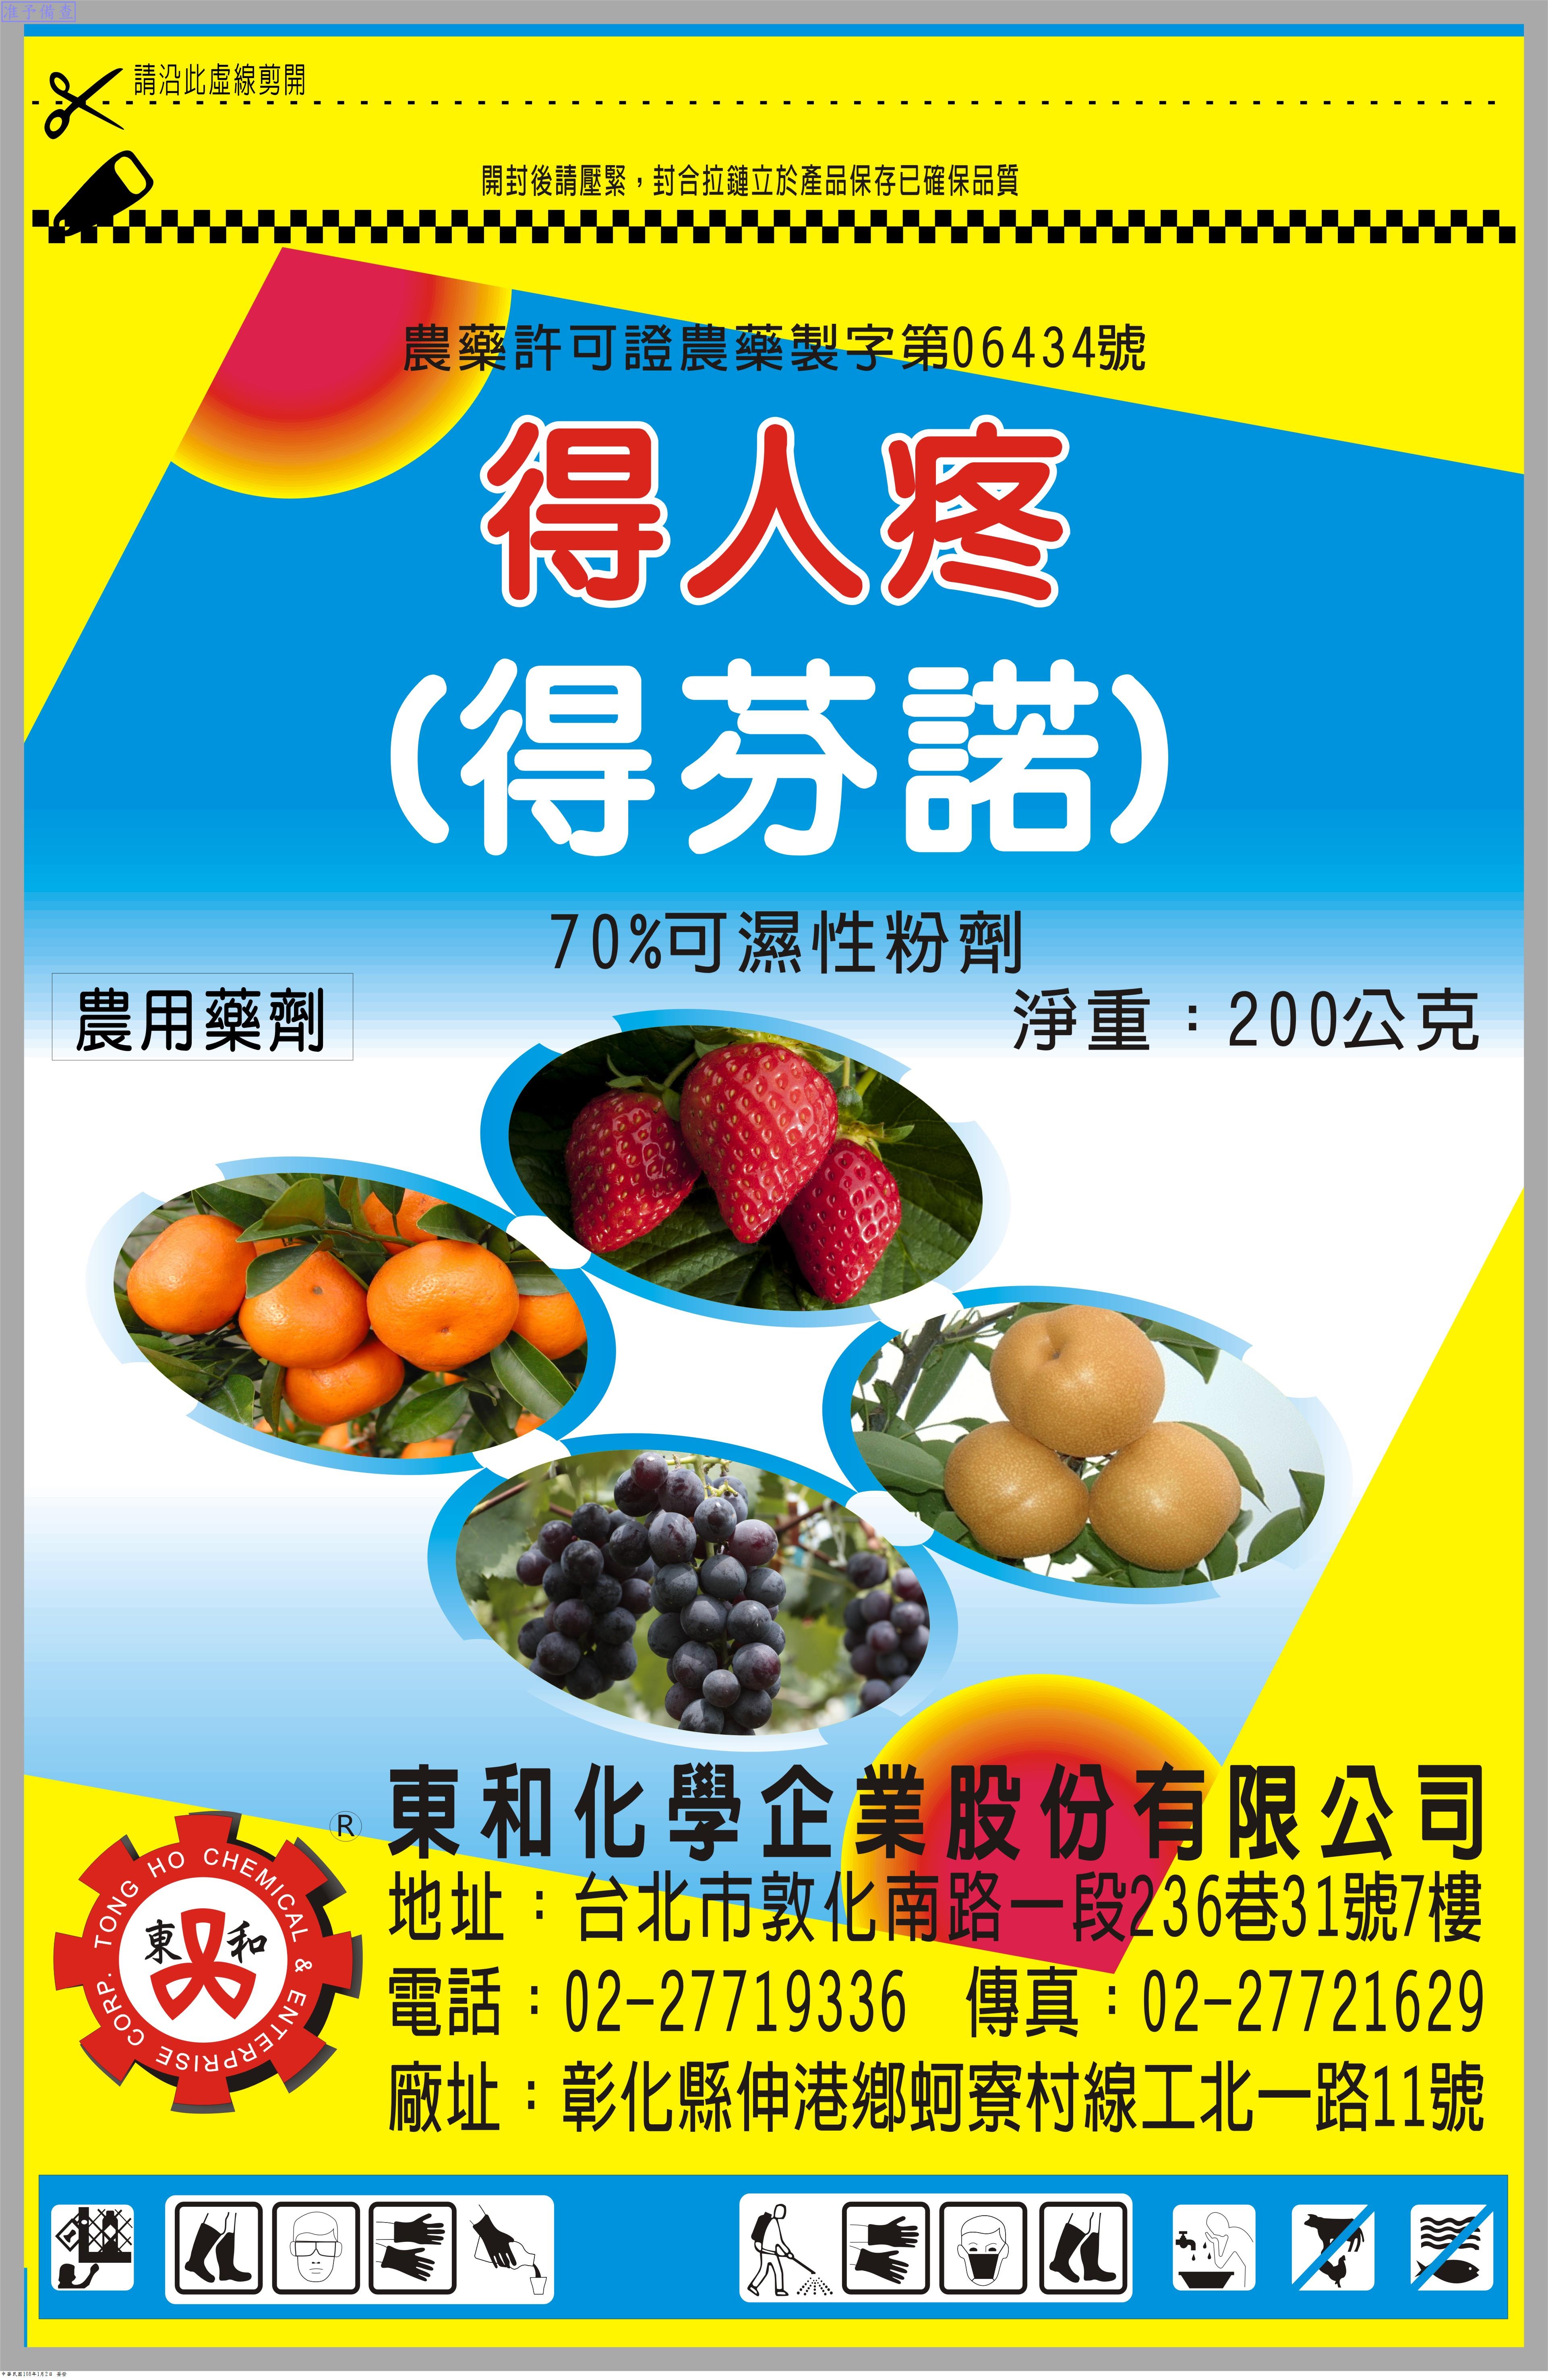 准予備查
請沿此虛線剪開
開封後請壓緊，封合拉鏈立於產品保存已確保品質
農藥許可證農藥製字第06434號
得人疼
(得芬諾)
70%可濕性粉劑
農用藥劑
淨重：200公克
東和化學企業股份有限公司
®
地址：台北市敦化南路一段236巷31號7樓
電話：02-27719336 傳真：02-27721629
廠址：彰化縣伸港鄉蚵寮村線工北一路11號
TONG HO CHEMICAL & ENTERPRISE CORP.
東和